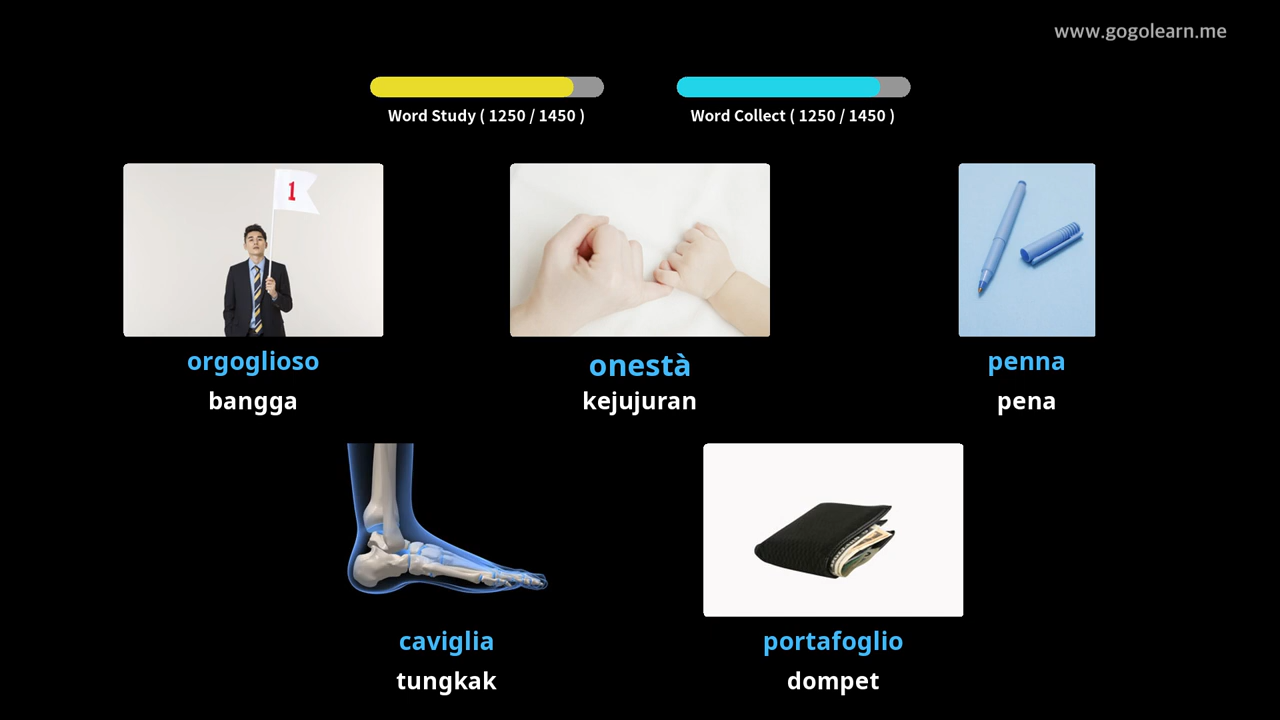 www.gogolearn.me
Word Study ( 1250 / 1450 )
Word Collect ( 1250 / 1450 )
1
orgoglioso
bangga
onestà
kejujuran
penna
pena
caviglia
tungkak
portafoglio
dompet